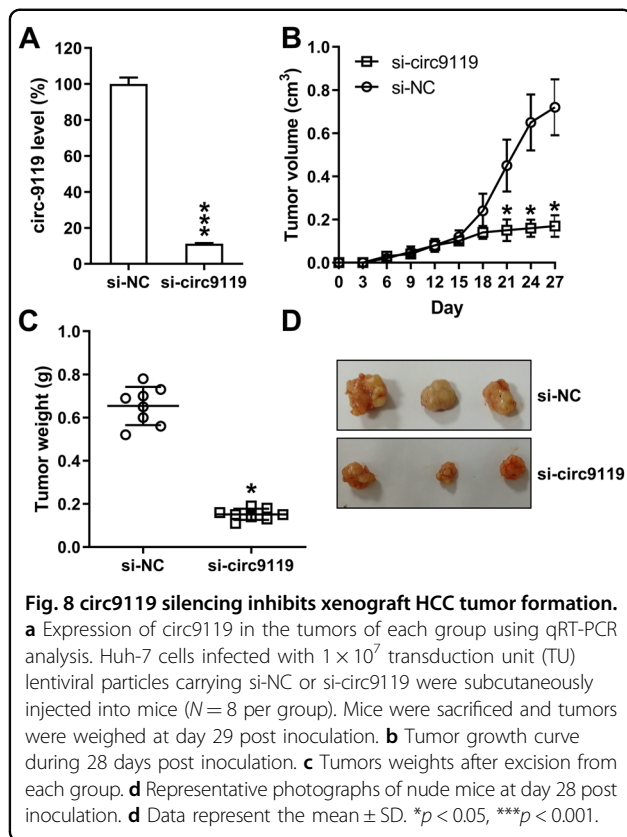 A
120
100
80
60
40
20
0
circ-9119 level (%)
***
si-NC si-circ9119
B
1.0
0.8
0.6
0.4
0.2
0.0
Tumor volume (cm³)
si-circ9119
si-NC
* * *
0 3 6 9 12 15 18 21 24 27
Day
C
1.0
0.8
0.6
0.4
0.2
0.0
Tumor weight (g)
*
si-NC si-circ9119
D
si-NC
si-circ9119
Fig. 8 circ9119 silencing inhibits xenograft HCC tumor formation.
a Expression of circ9119 in the tumors of each group using qRT-PCR
analysis. Huh-7 cells infected with 1 × 10⁷ transduction unit (TU)
lentiviral particles carrying si-NC or si-circ9119 were subcutaneously
injected into mice (N = 8 per group). Mice were sacrificed and tumors
were weighed at day 29 post inoculation. b Tumor growth curve
during 28 days post inoculation. c Tumors weights after excision from
each group. d Representative photographs of nude mice at day 28 post
inoculation. d Data represent the mean ± SD. *p < 0.05, ***p < 0.001.